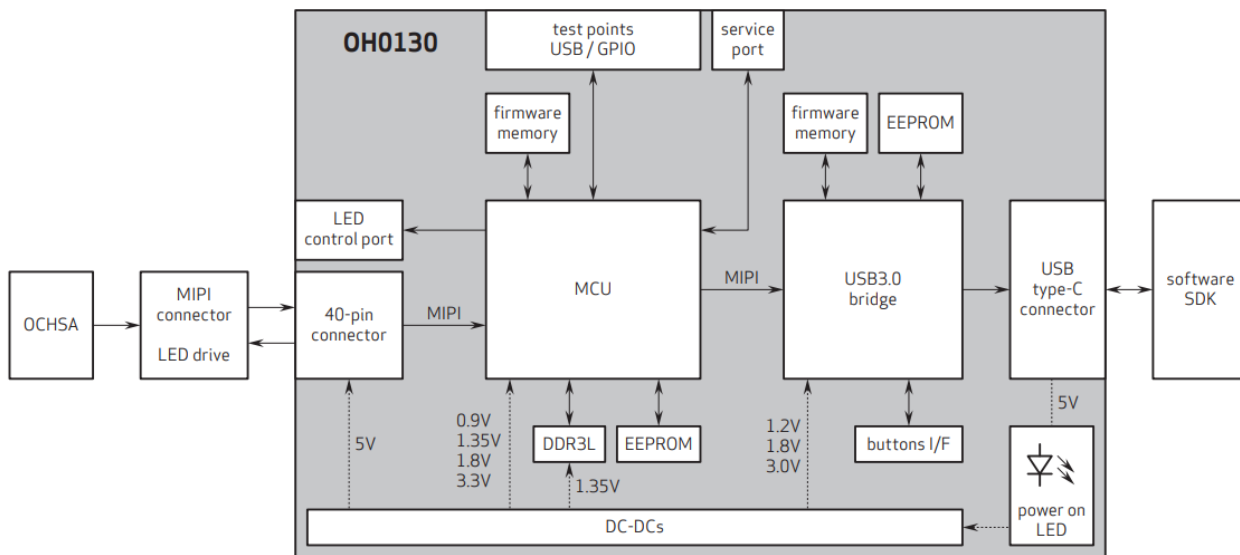 OH0130
test points
USB / GPIO
service
port
firmware
memory
firmware
memory
EEPROM
LED
control port
MCU
USB3.0
bridge
USB
type-C
connector
software
SDK
OCHSA
MIPI
connector
LED drive
40-pin
connector
MIPI
MIPI
5V
0.9V
1.35V
1.8V
3.3V
DDR3L
EEPROM
1.35V
1.2V
1.8V
3.0V
buttons I/F
5V
power on
LED
DC-DCs